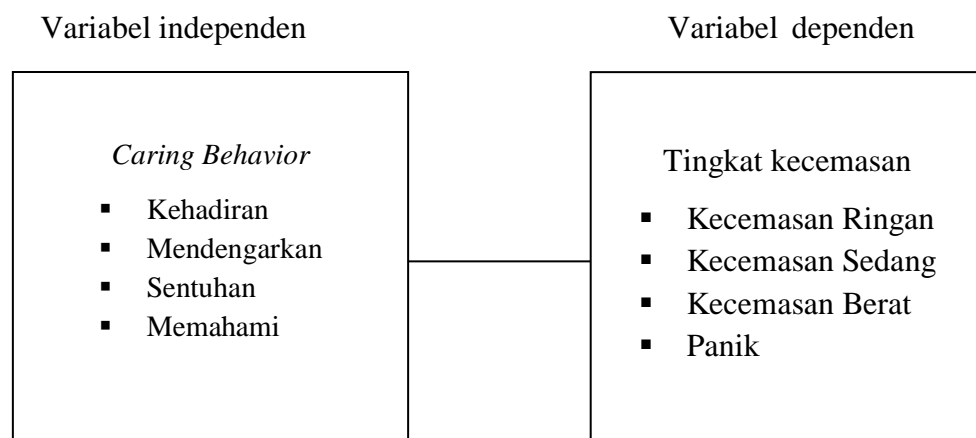 Variabel independen
Variabel dependen
Caring Behavior
▪ Kehadiran
▪ Mendengarkan
▪ Sentuhan
▪ Memahami
Tingkat kecemasan
▪ Kecemasan Ringan
▪ Kecemasan Sedang
▪ Kecemasan Berat
▪ Panik